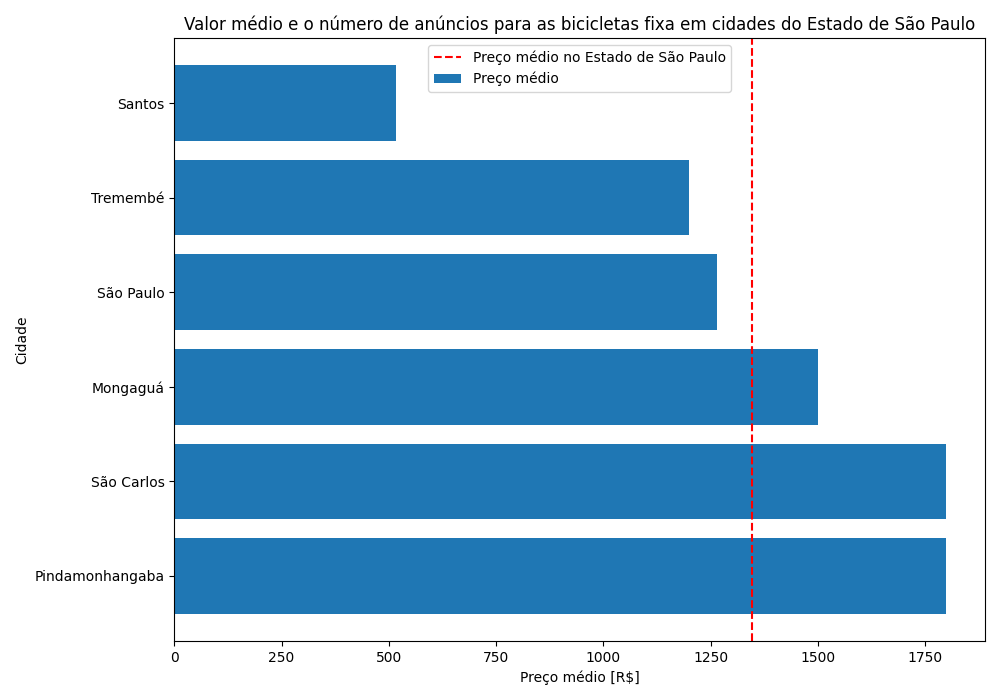 Valor médio e o número de anúncios para as bicicletas fixa em cidades do Estado de São Paulo
Preço médio no Estado de São Paulo
Preço médio
Santos
Tremembé
São Paulo
Mongaguá
São Carlos
Pindamonhangaba
Cidade
0 250 500 750 1000 1250 1500 1750
Preço médio [R$]